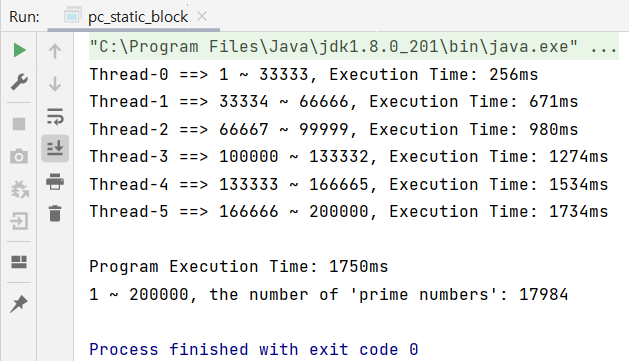 Run: pc_static_block
"C:\Program Files\Java\jdk1.8.0_201\bin\java.exe" ...
Thread-0 ==> 1 ~ 33333, Execution Time: 256ms
Thread-1 ==> 33334 ~ 66666, Execution Time: 671ms
Thread-2 ==> 66667 ~ 99999, Execution Time: 980ms
Thread-3 ==> 100000 ~ 133332, Execution Time: 1274ms
Thread-4 ==> 133333 ~ 166665, Execution Time: 1534ms
Thread-5 ==> 166666 ~ 200000, Execution Time: 1734ms
Program Execution Time: 1750ms
1 ~ 200000, the number of 'prime numbers': 17984
Process finished with exit code 0